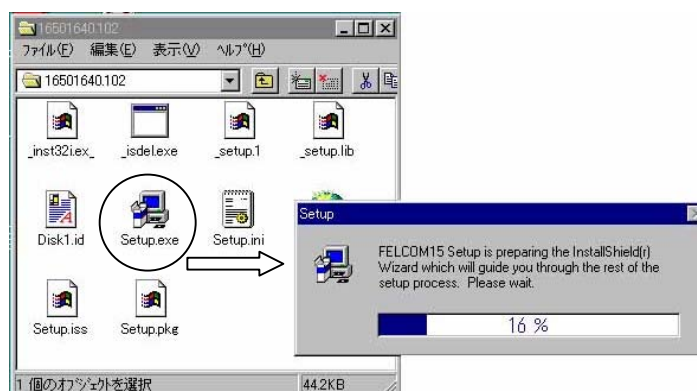 16501640.102
ファイル(F) 編集(E) 表示(V) ヘルプ(H)
16501640.102
_inst32i.ex_ _isdel.exe _setup.1 _setup.lib
Disk1.id Setup.exe Setup.ini
Setup.iss Setup.pkg
1 個のオブジェクトを選択 44.2KB
Setup
FELCOM15 Setup is preparing the InstallShield(r)
Wizard which will guide you through the rest of the
setup process. Please wait.
16 %